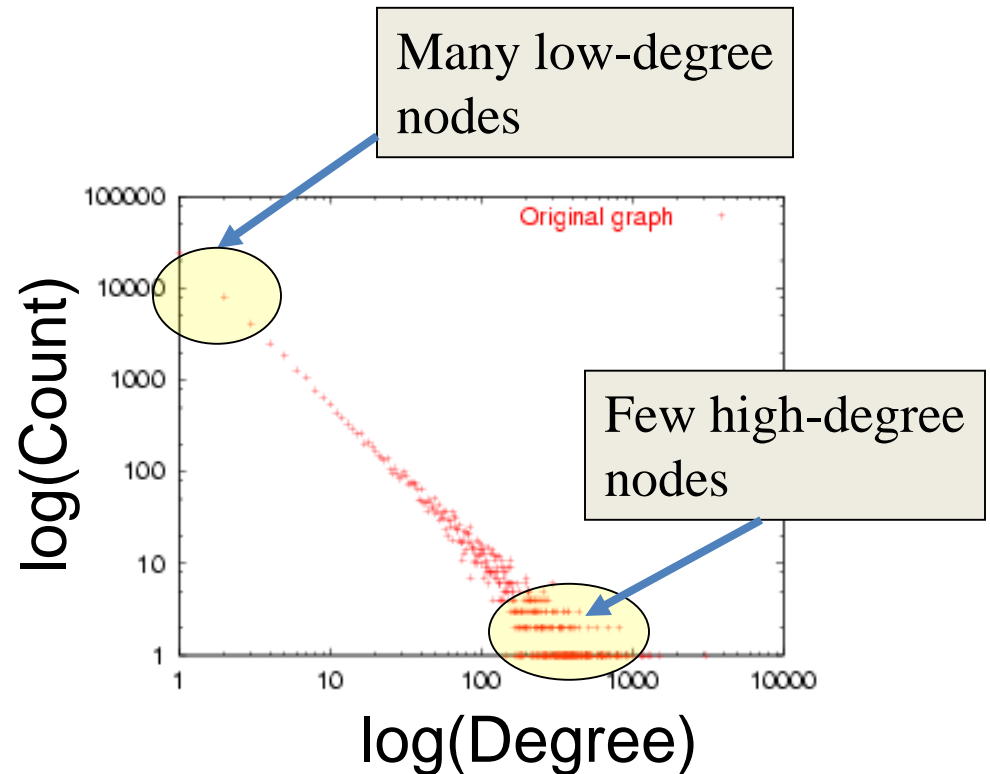 Many low-degree
nodes
100000
Original graph
10000
1000
Few high-degree
nodes
100
10
1
1 10 100 1000 10000
log(Count)
log(Degree)